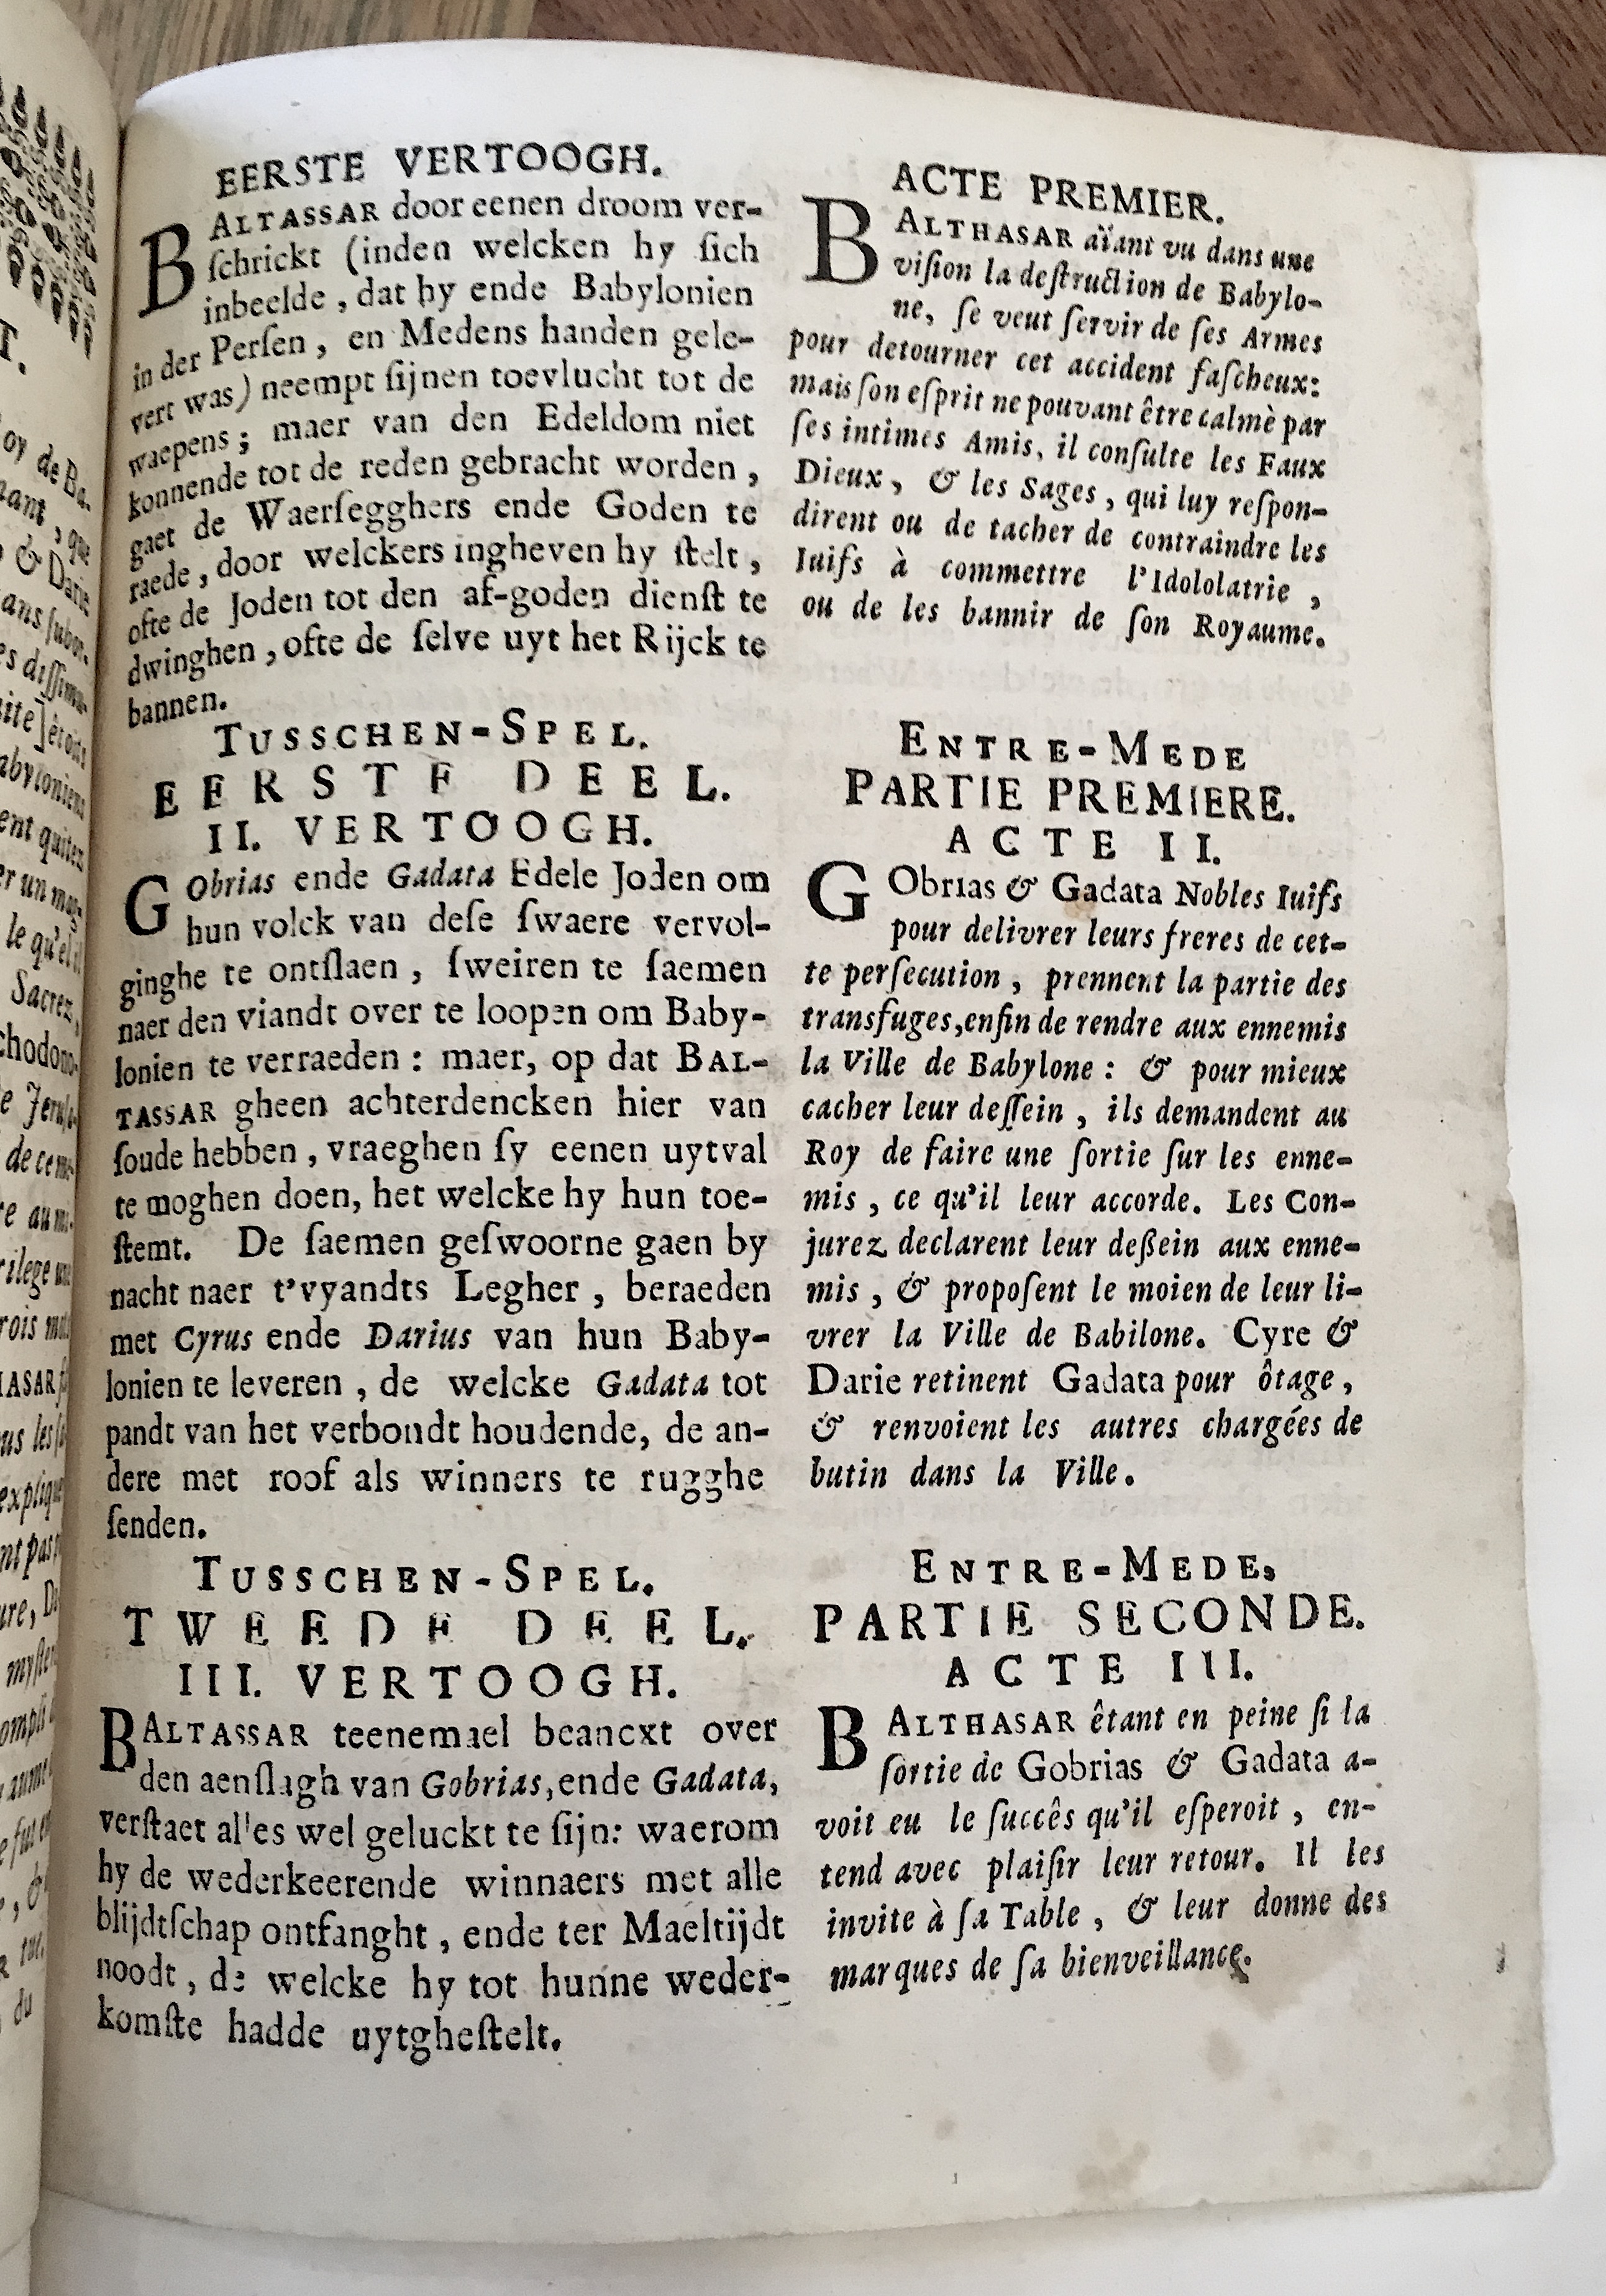 EERSTE VERTOOGH.
BALTASSAR door eenen droom ver-
ſchrickt (inden welcken hy ſich
inbeelde, dat hy ende Babylonien
in der Perſen, en Medens handen gele-
vert was) neempt ſijnen toevlucht tot de
waepens; maer van den Edeldom niet
konnende tot de reden gebracht worden,
gaet de Waerſegghers ende Goden te
raede, door welckers ingheven hy ſtelt,
ofte de Joden tot den af-goden dienſt te
dwinghen, ofte de ſelve uyt het Rijck te
bannen.
TUSSCHEN-SPEL.
EERSTE DEEL.
II. VERTOOGH.
GObrias ende Gadata Edele Joden om
hun volck van deſe ſwaere vervol-
ginghe te ontſlaen, ſweiren te ſaemen
naer den viandt over te loopen om Baby-
lonien te verraeden: maer, op dat BAL-
TASSAR gheen achterdencken hier van
ſoude hebben, vraeghen ſy eenen uytval
te moghen doen, het welcke hy hun toe-
ſtemt. De ſaemen geſwoorne gaen by
nacht naer t'vyandts Legher, beraeden
met Cyrus ende Darius van hun Baby-
lonien te leveren, de welcke Gadata tot
pandt van het verbondt houdende, de an-
dere met roof als winners te rugghe
ſenden.
TUSSCHEN-SPEL.
TWEEDE DEEL.
III. VERTOOGH.
BALTASSAR teenemael beancxt over
den aenſlagh van Gobrias, ende Gadata,
verſtaet alles wel geluckt te ſijn: waerom
hy de wederkeerende winnaers met alle
blijdtſchap ontfanght, ende ter Maeltijdt
noodt, de welcke hy tot hunne weder-
komſte hadde uytgheſtelt.
ACTE PREMIER.
BALTHASAR aïant vu dans une
viſion la deſtruction de Babylo-
ne, ſe veut ſervir de ſes Armes
pour detourner cet accident faſcheux:
mais ſon eſprit ne pouvant être calmè par
ſes intimes Amis, il conſulte les Faux
Dieux, & les Sages, qui luy reſpon-
dirent ou de tacher de contraindre les
Iuifs à commettre l'Idololatrie,
ou de les bannir de ſon Royaume.
ENTRE-MEDE
PARTIE PREMIERE.
ACTE II.
GObrias & Gadata Nobles Iuifs
pour delivrer leurs freres de cet-
te perſecution, prennent la partie des
transfuges, enfin de rendre aux ennemis
la Ville de Babylone: & pour mieux
cacher leur deſſein, ils demandent au
Roy de faire une ſortie ſur les enne-
mis, ce qu'il leur accorde. Les Con-
jurez declarent leur deßein aux enne-
mis, & propoſent le moien de leur li-
vrer la Ville de Babilone. Cyre &
Darie retinent Gadata pour ôtage,
& renvoient les autres chargées de
butin dans la Ville.
ENTRE-MEDE.
PARTIE SECONDE.
ACTE III.
BALTHASAR êtant en peine ſi la
ſortie de Gobrias & Gadata a-
voit eu le ſuccês qu'il eſperoit, en-
tend avec plaiſir leur retour. Il les
invite à ſa Table, & leur donne des
marques de ſa bienveillance.